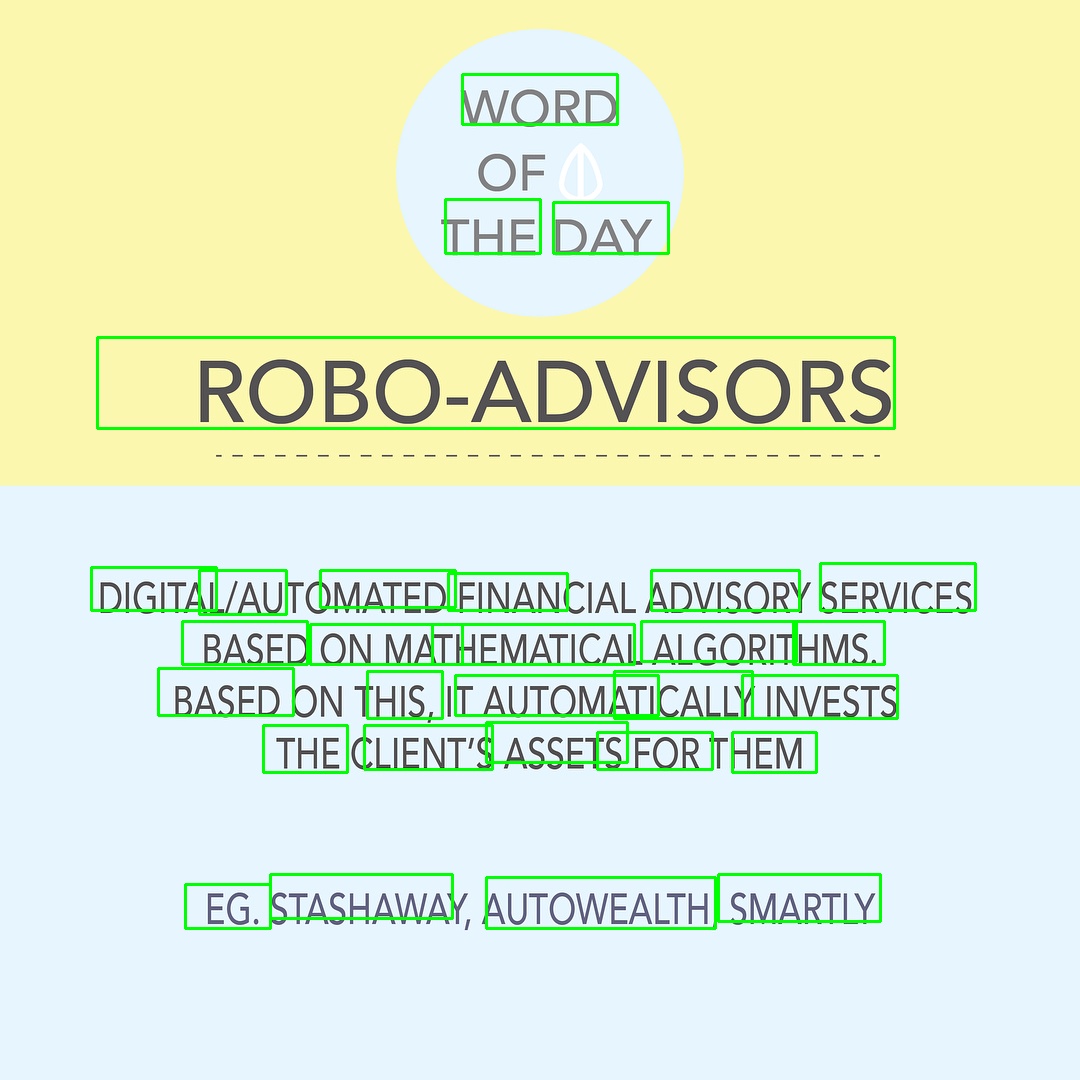 WORD
OF
THE DAY
ROBO-ADVISORS
DIGITAL/AUTOMATED FINANCIAL ADVISORY SERVICES
BASED ON MATHEMATICAL ALGORITHMS.
BASED ON THIS, IT AUTOMATICALLY INVESTS
THE CLIENT'S ASSETS FOR THEM
EG. STASHAWAY, AUTOWEALTH, SMARTLY